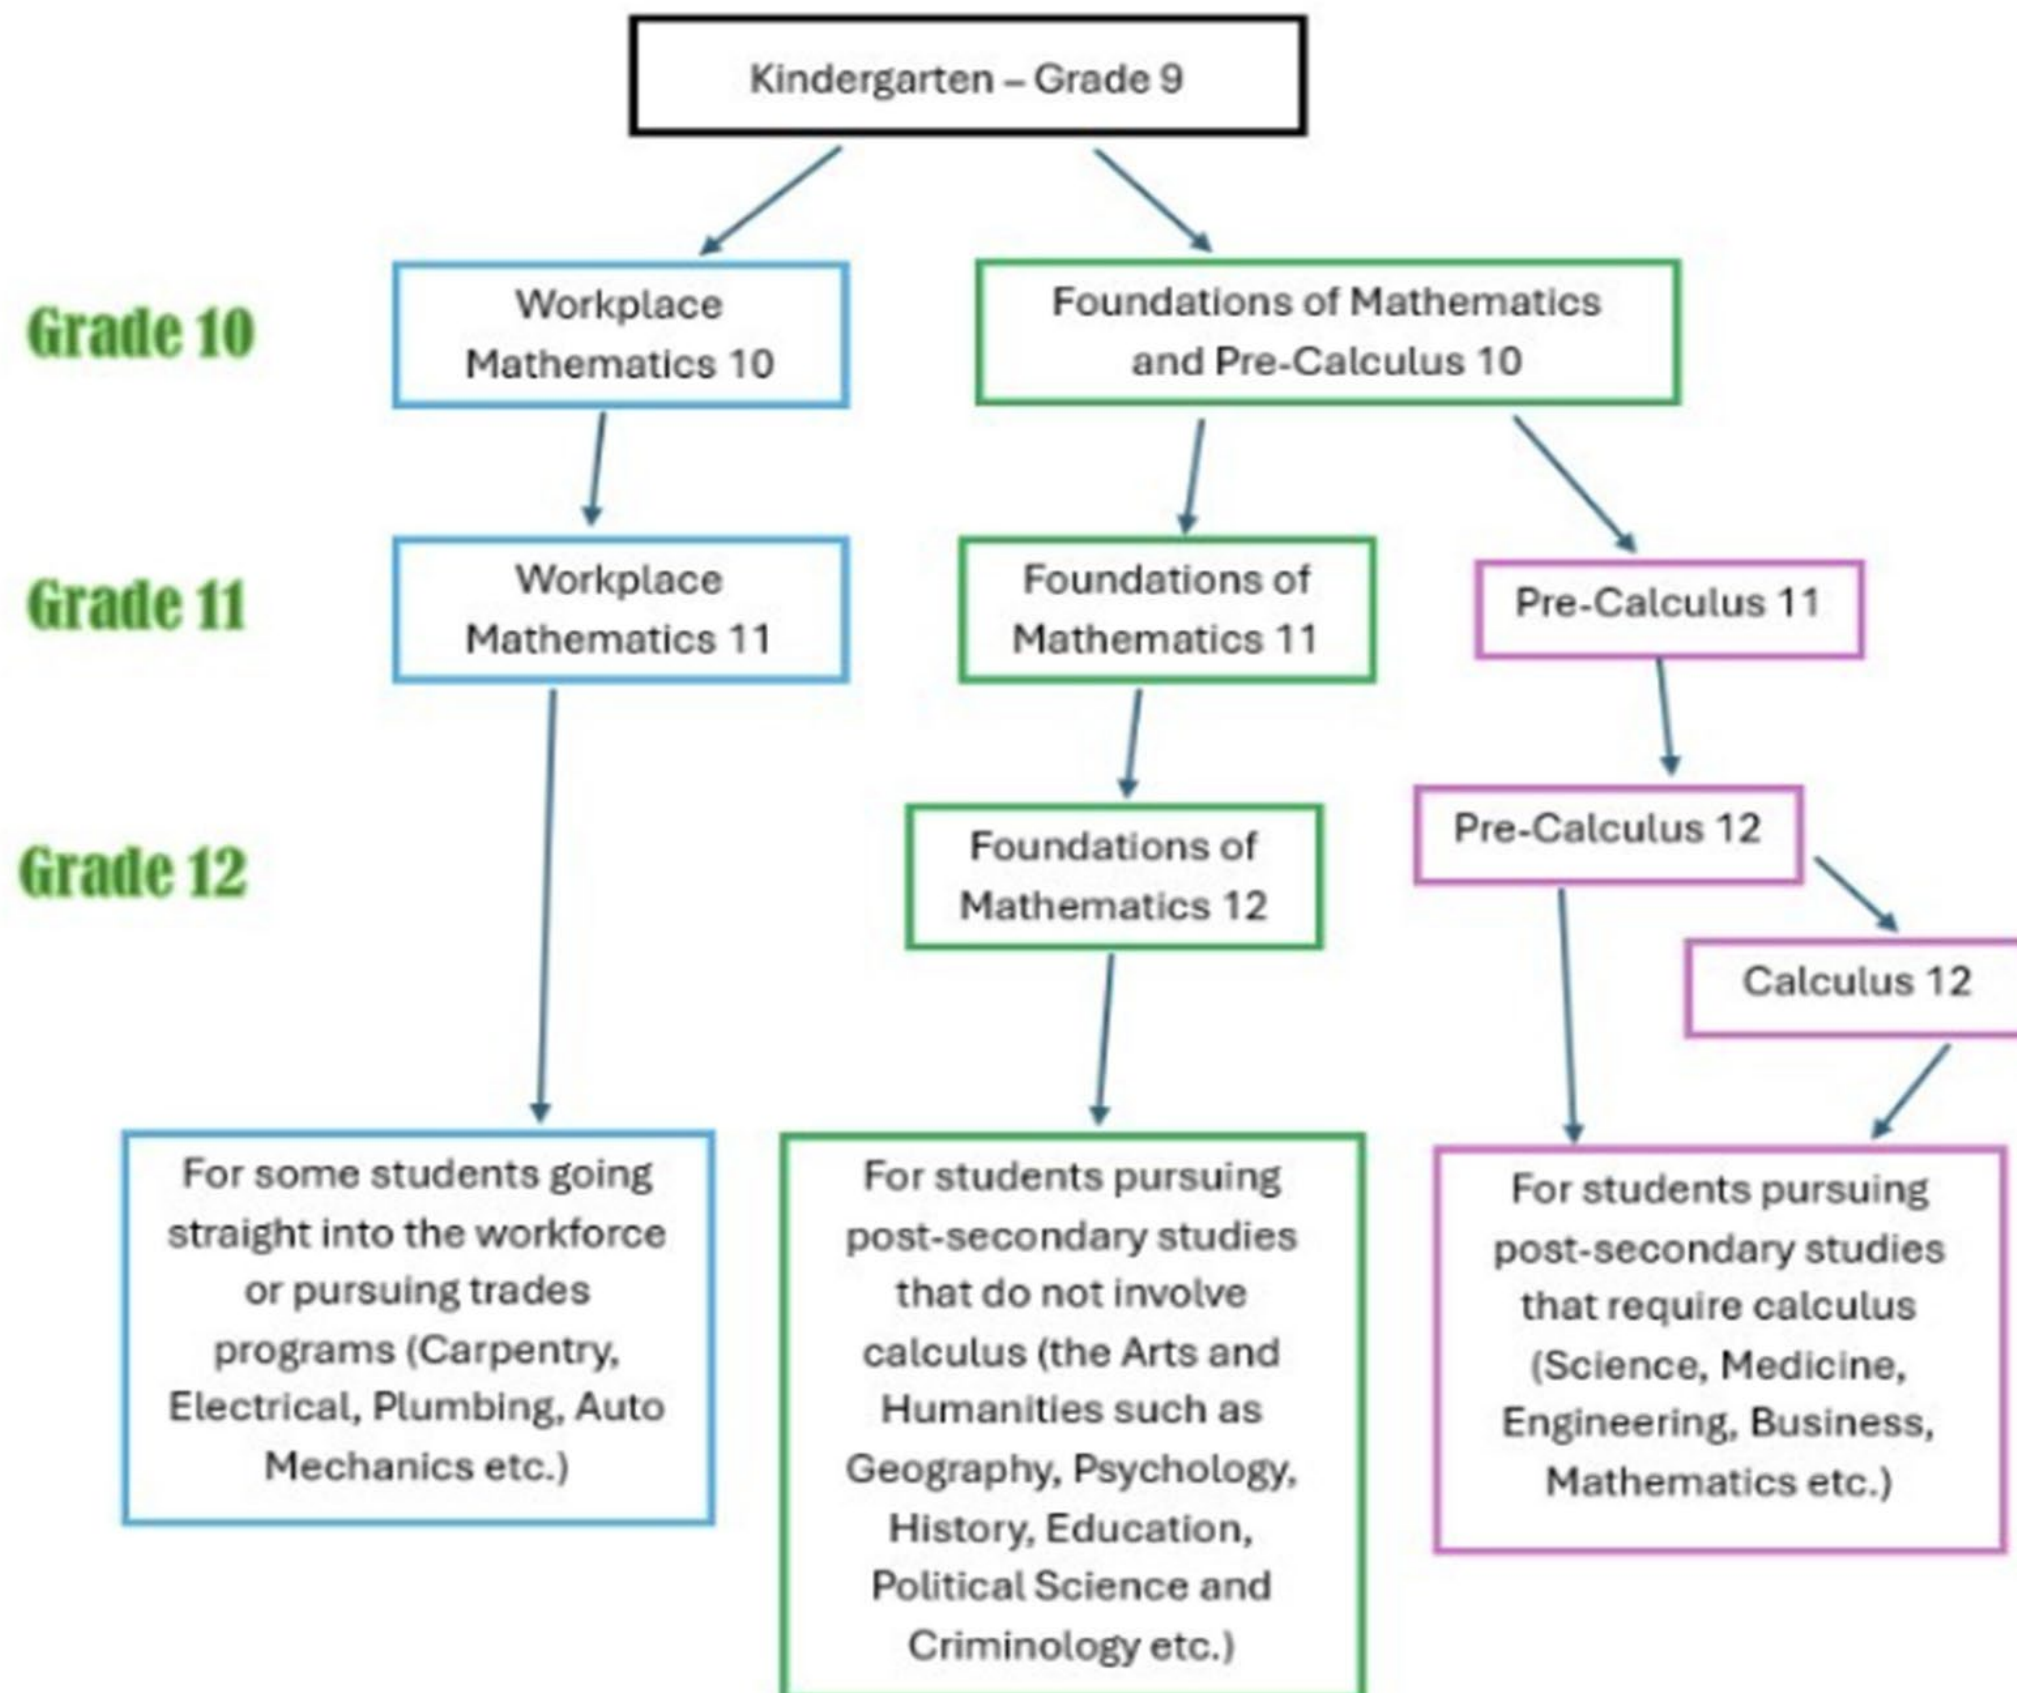 Kindergarten – Grade 9
Grade 10
Workplace
Mathematics 10
Foundations of Mathematics
and Pre-Calculus 10
Grade 11
Workplace
Mathematics 11
Foundations of
Mathematics 11
Pre-Calculus 11
Grade 12
Foundations of
Mathematics 12
Pre-Calculus 12
Calculus 12
For some students going
straight into the workforce
or pursuing trades
programs (Carpentry,
Electrical, Plumbing, Auto
Mechanics etc.)
For students pursuing
post-secondary studies
that do not involve
calculus (the Arts and
Humanities such as
Geography, Psychology,
History, Education,
Political Science and
Criminology etc.)
For students pursuing
post-secondary studies
that require calculus
(Science, Medicine,
Engineering, Business,
Mathematics etc.)